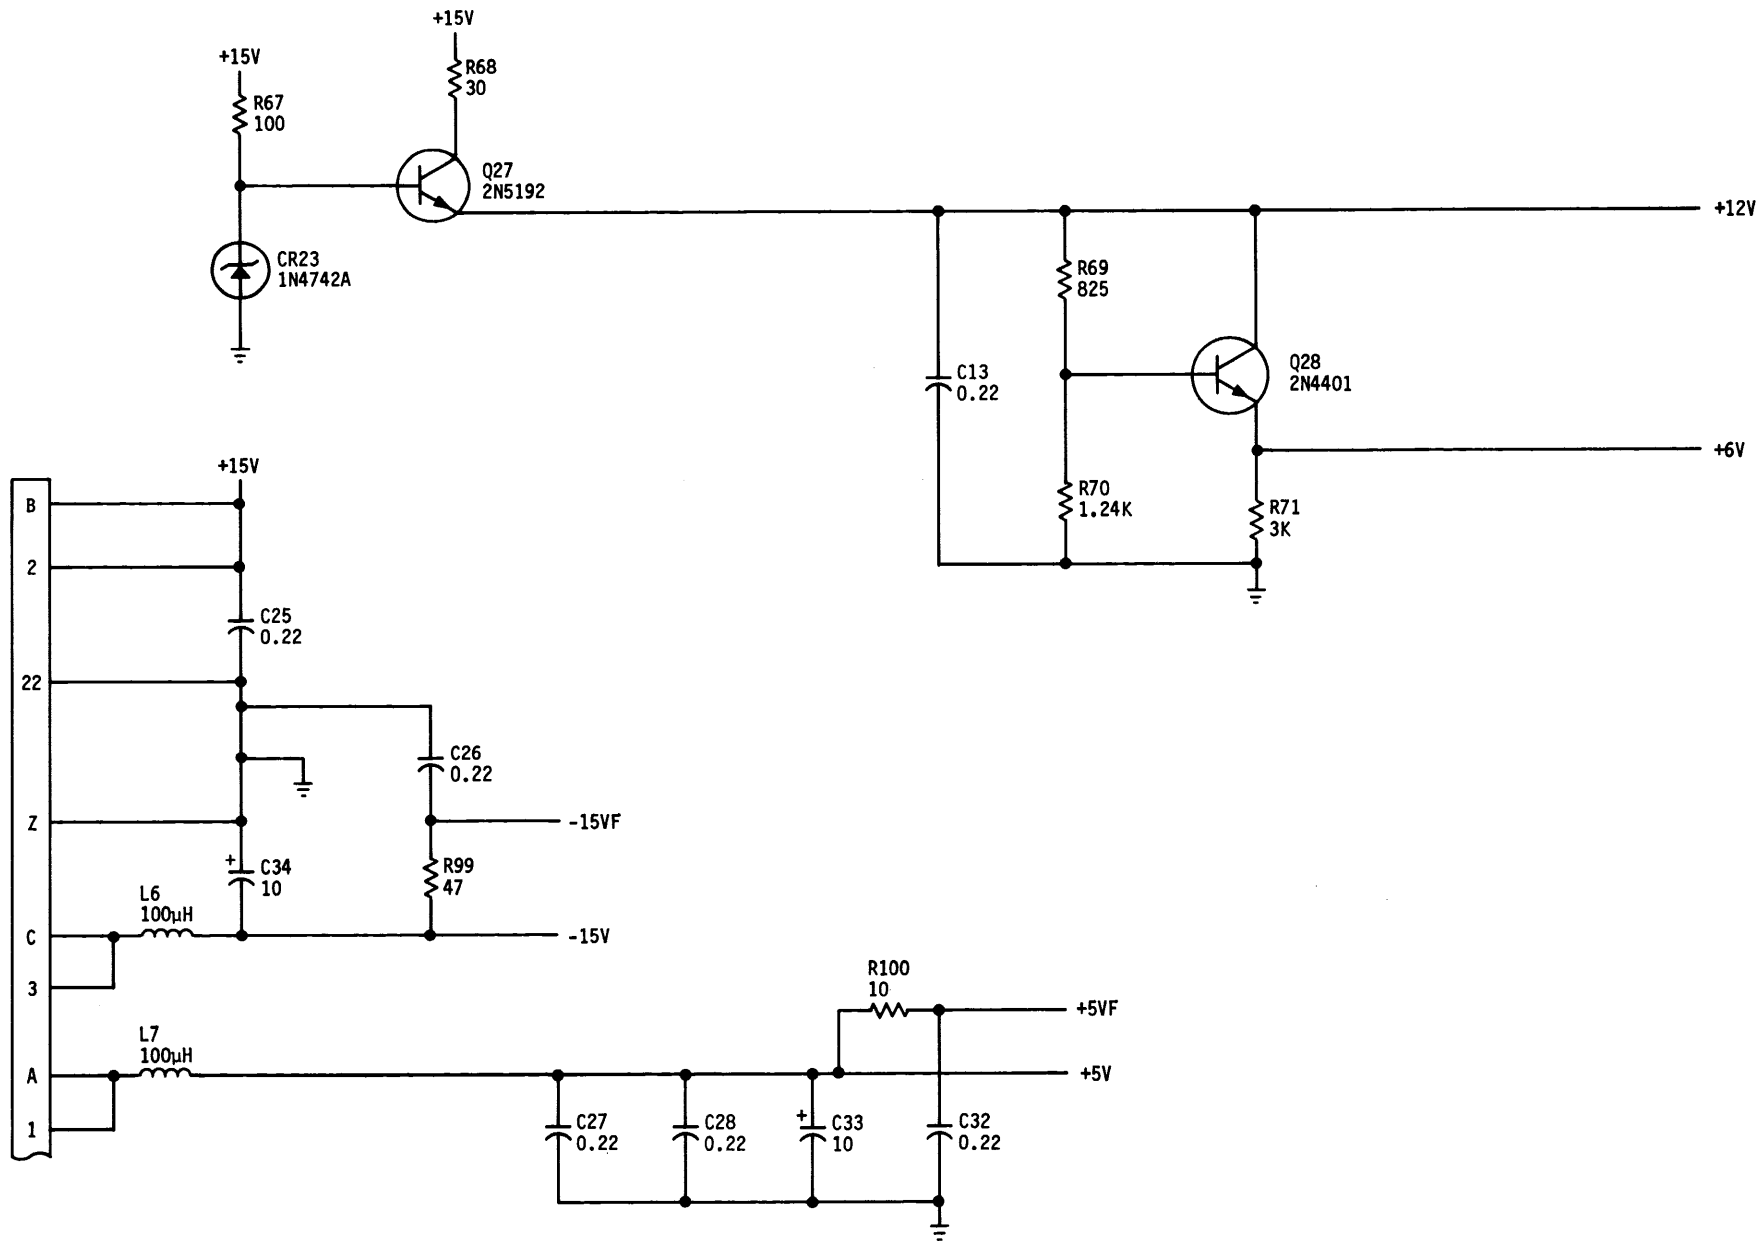 +15V
R68
30
+15V
R67
100
Q27
2N5192
+12V
CR23
1N4742A
R69
825
C13
0.22
Q28
2N4401
+6V
R70
1.24K
R71
3K
+15V
B
2
C25
0.22
22
C26
0.22
Z
-15VF
+
C34
10
R99
47
L6
100µH
C
-15V
3
R100
10
+5VF
L7
100µH
A
+5V
1
C27
0.22
C28
0.22
+
C33
10
C32
0.22